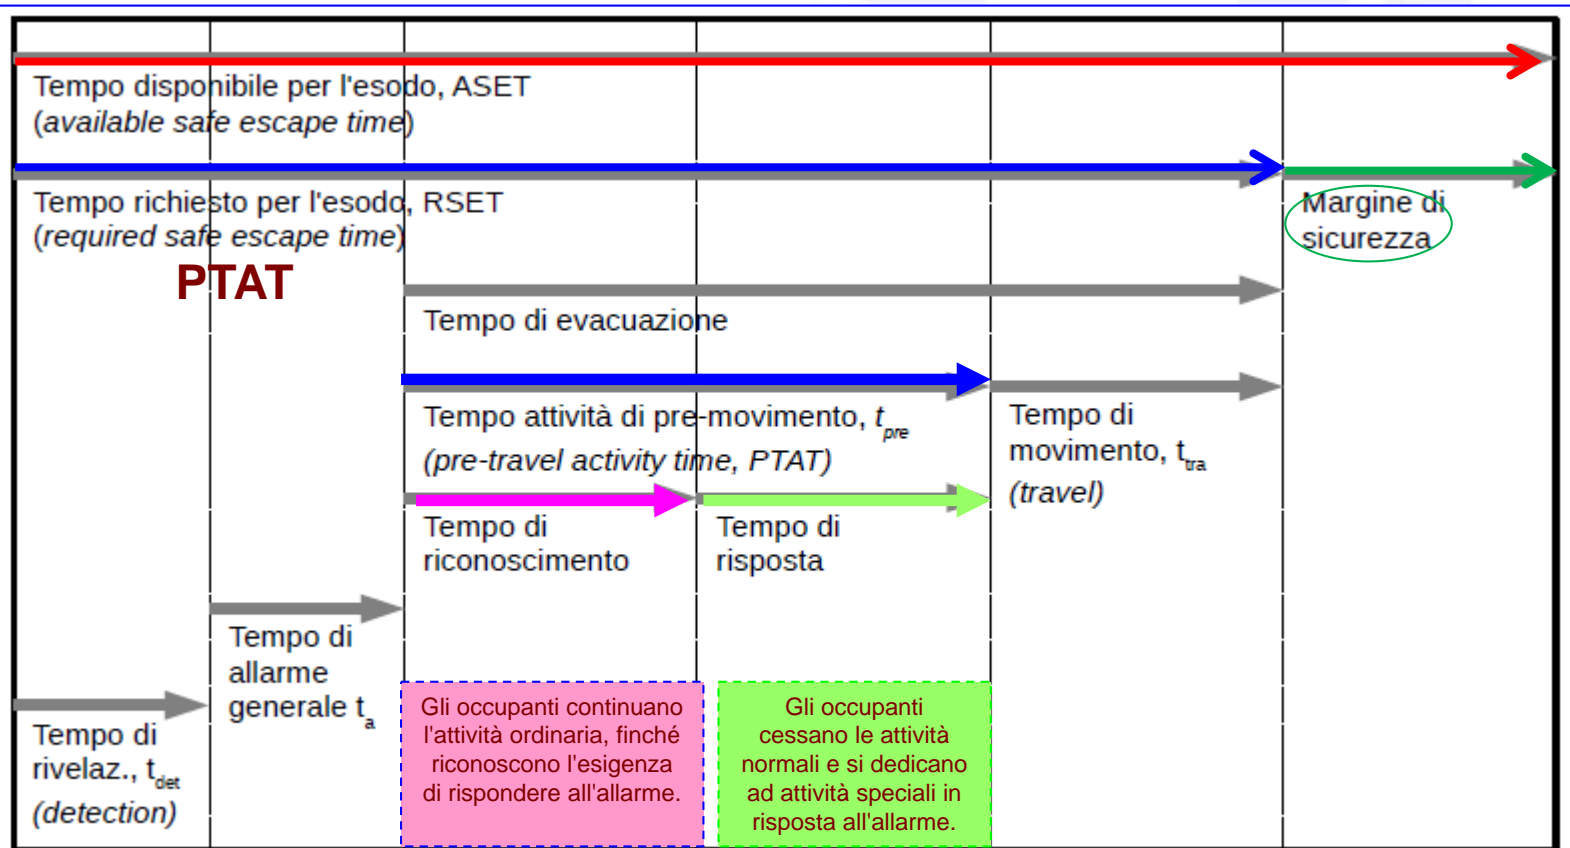 Tempo disponibile per l'esodo, ASET
(available safe escape time)
Tempo richiesto per l'esodo, RSET
(required safe escape time)
Margine di
sicurezza
PTAT
Tempo di evacuazione
Tempo attività di pre-movimento, t_pre
(pre-travel activity time, PTAT)
Tempo di
movimento, t_tra
(travel)
Tempo di
riconoscimento
Tempo di
risposta
Tempo di
allarme
generale t_a
Tempo di
rivelaz., t_det
(detection)
Gli occupanti continuano
l'attività ordinaria, finché
riconoscono l'esigenza
di rispondere all'allarme.
Gli occupanti
cessano le attività
normali e si dedicano
ad attività speciali in
risposta all'allarme.